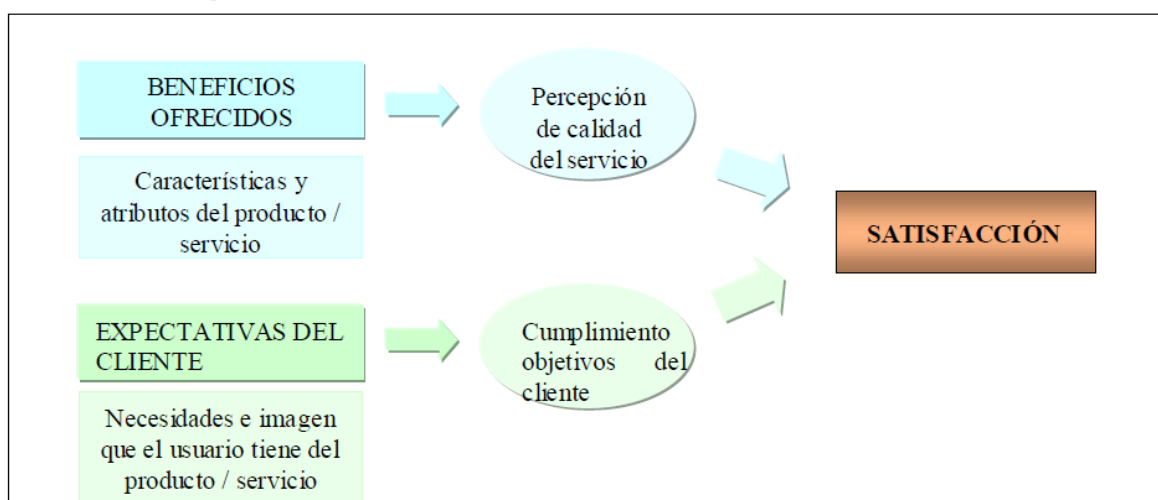 BENEFICIOS
OFRECIDOS
Características y
atributos del producto /
servicio
Percepción
de calidad
del servicio
EXPECTATIVAS DEL
CLIENTE
Necesidades e imagen
que el usuario tiene del
producto / servicio
Cumplimiento
objetivos del
cliente
SATISFACCIÓN